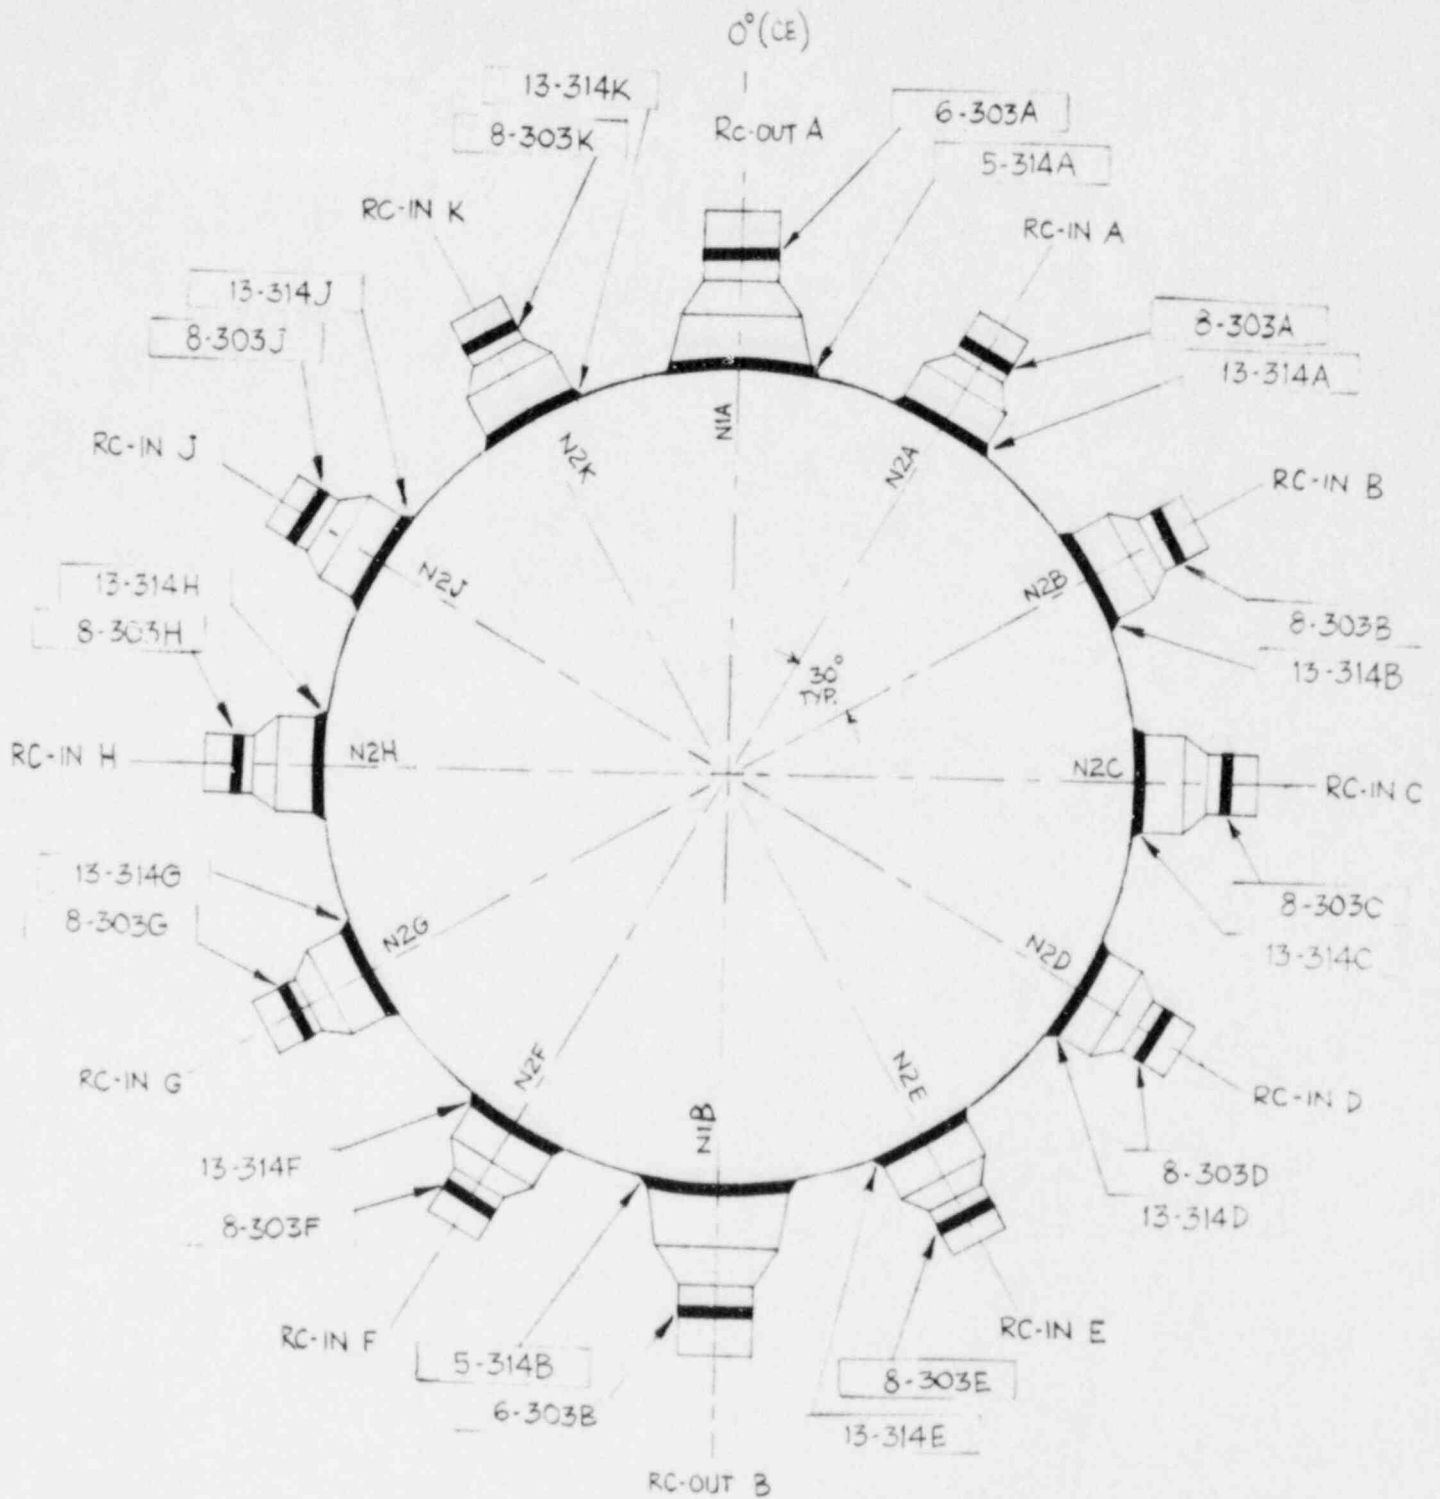 0°(CE)
13-314K
8-303K
RC-OUT A
6-303A
5-314A
RC-IN K
RC-IN A
13-314J
8-303J
8-303A
13-314A
N1A
N2K
N2A
RC-IN J
RC-IN B
N2J
N2B
13-314H
8-303H
8-303B
13-314B
30°
TYP.
RC-IN H
N2H
N2C
RC-IN C
13-314G
8-303G
8-303C
13-314C
N2G
N2D
RC-IN G
RC-IN D
N2F
N2E
N1B
13-314F
8-303F
8-303D
13-314D
RC-IN F
RC-IN E
5-314B
6-303B
8-303E
13-314E
RC-OUT B